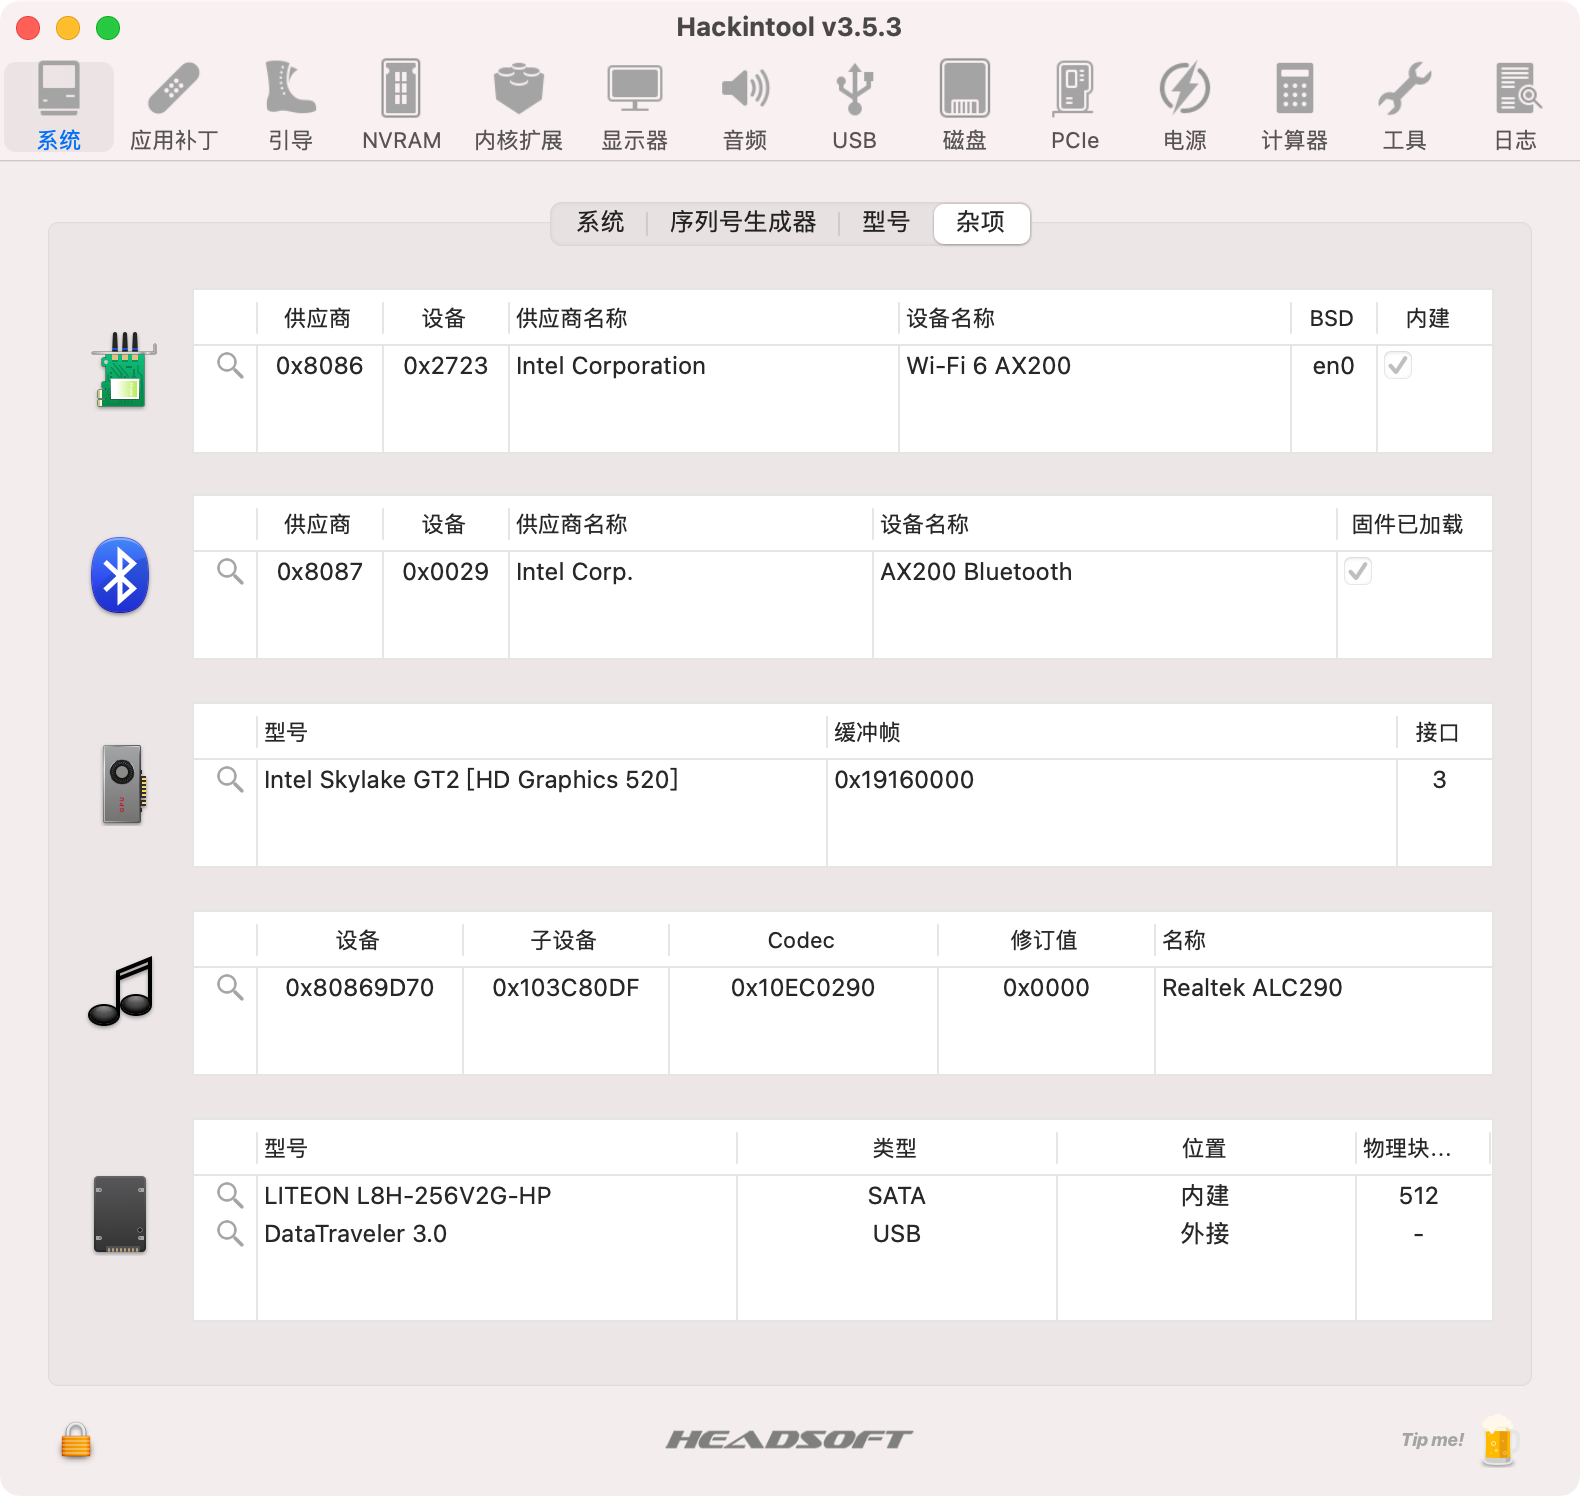 Hackintool v3.5.3
系统 应用补丁 引导 NVRAM 内核扩展 显示器 音频 USB 磁盘 PCIe 电源 计算器 工具 日志
系统 序列号生成器 型号 杂项
供应商 设备 供应商名称 设备名称 BSD 内建
0x8086 0x2723 Intel Corporation Wi-Fi 6 AX200 en0
供应商 设备 供应商名称 设备名称 固件已加载
0x8087 0x0029 Intel Corp. AX200 Bluetooth
型号 缓冲帧 接口
Intel Skylake GT2 [HD Graphics 520] 0x19160000 3
设备 子设备 Codec 修订值 名称
0x80869D70 0x103C80DF 0x10EC0290 0x0000 Realtek ALC290
型号 类型 位置 物理块...
LITEON L8H-256V2G-HP SATA 内建 512
DataTraveler 3.0 USB 外接 -
HEADSOFT
Tip me!